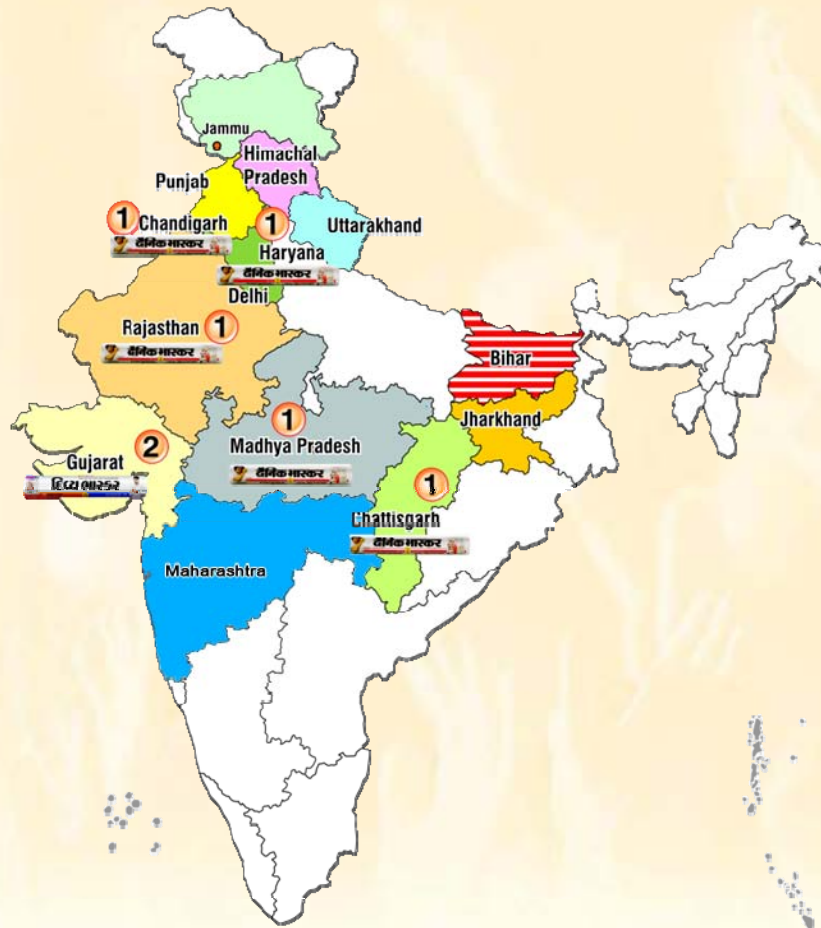 Jammu
Himachal
Pradesh
Punjab
1
Chandigarh
दैनिक भास्कर
1
Uttarakhand
Haryana
दैनिक भास्कर
Delhi
Rajasthan
1
दैनिक भास्कर
Bihar
Jharkhand
1
Madhya Pradesh
दैनिक भास्कर
2
Gujarat
દિવ્ય ભાસ્કર
1
Chattisgarh
दैनिक भास्कर
Maharashtra